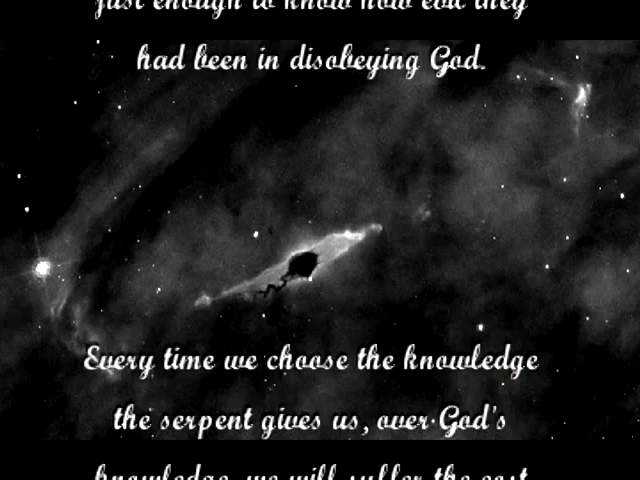 just enough to know how evil they
had been in disobeying God.
Every time we choose the knowledge
the serpent gives us, over God's
knowledge, we will suffer the cost